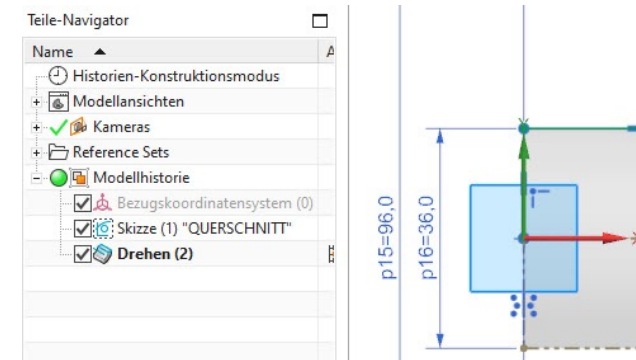 Teile-Navigator
Name
Historien-Konstruktionsmodus
Modellansichten
Kameras
Reference Sets
Modellhistorie
Bezugskoordinatensystem (0)
Skizze (1) "QUERSCHNITT"
Drehen (2)
p15=96,0
p16=36,0